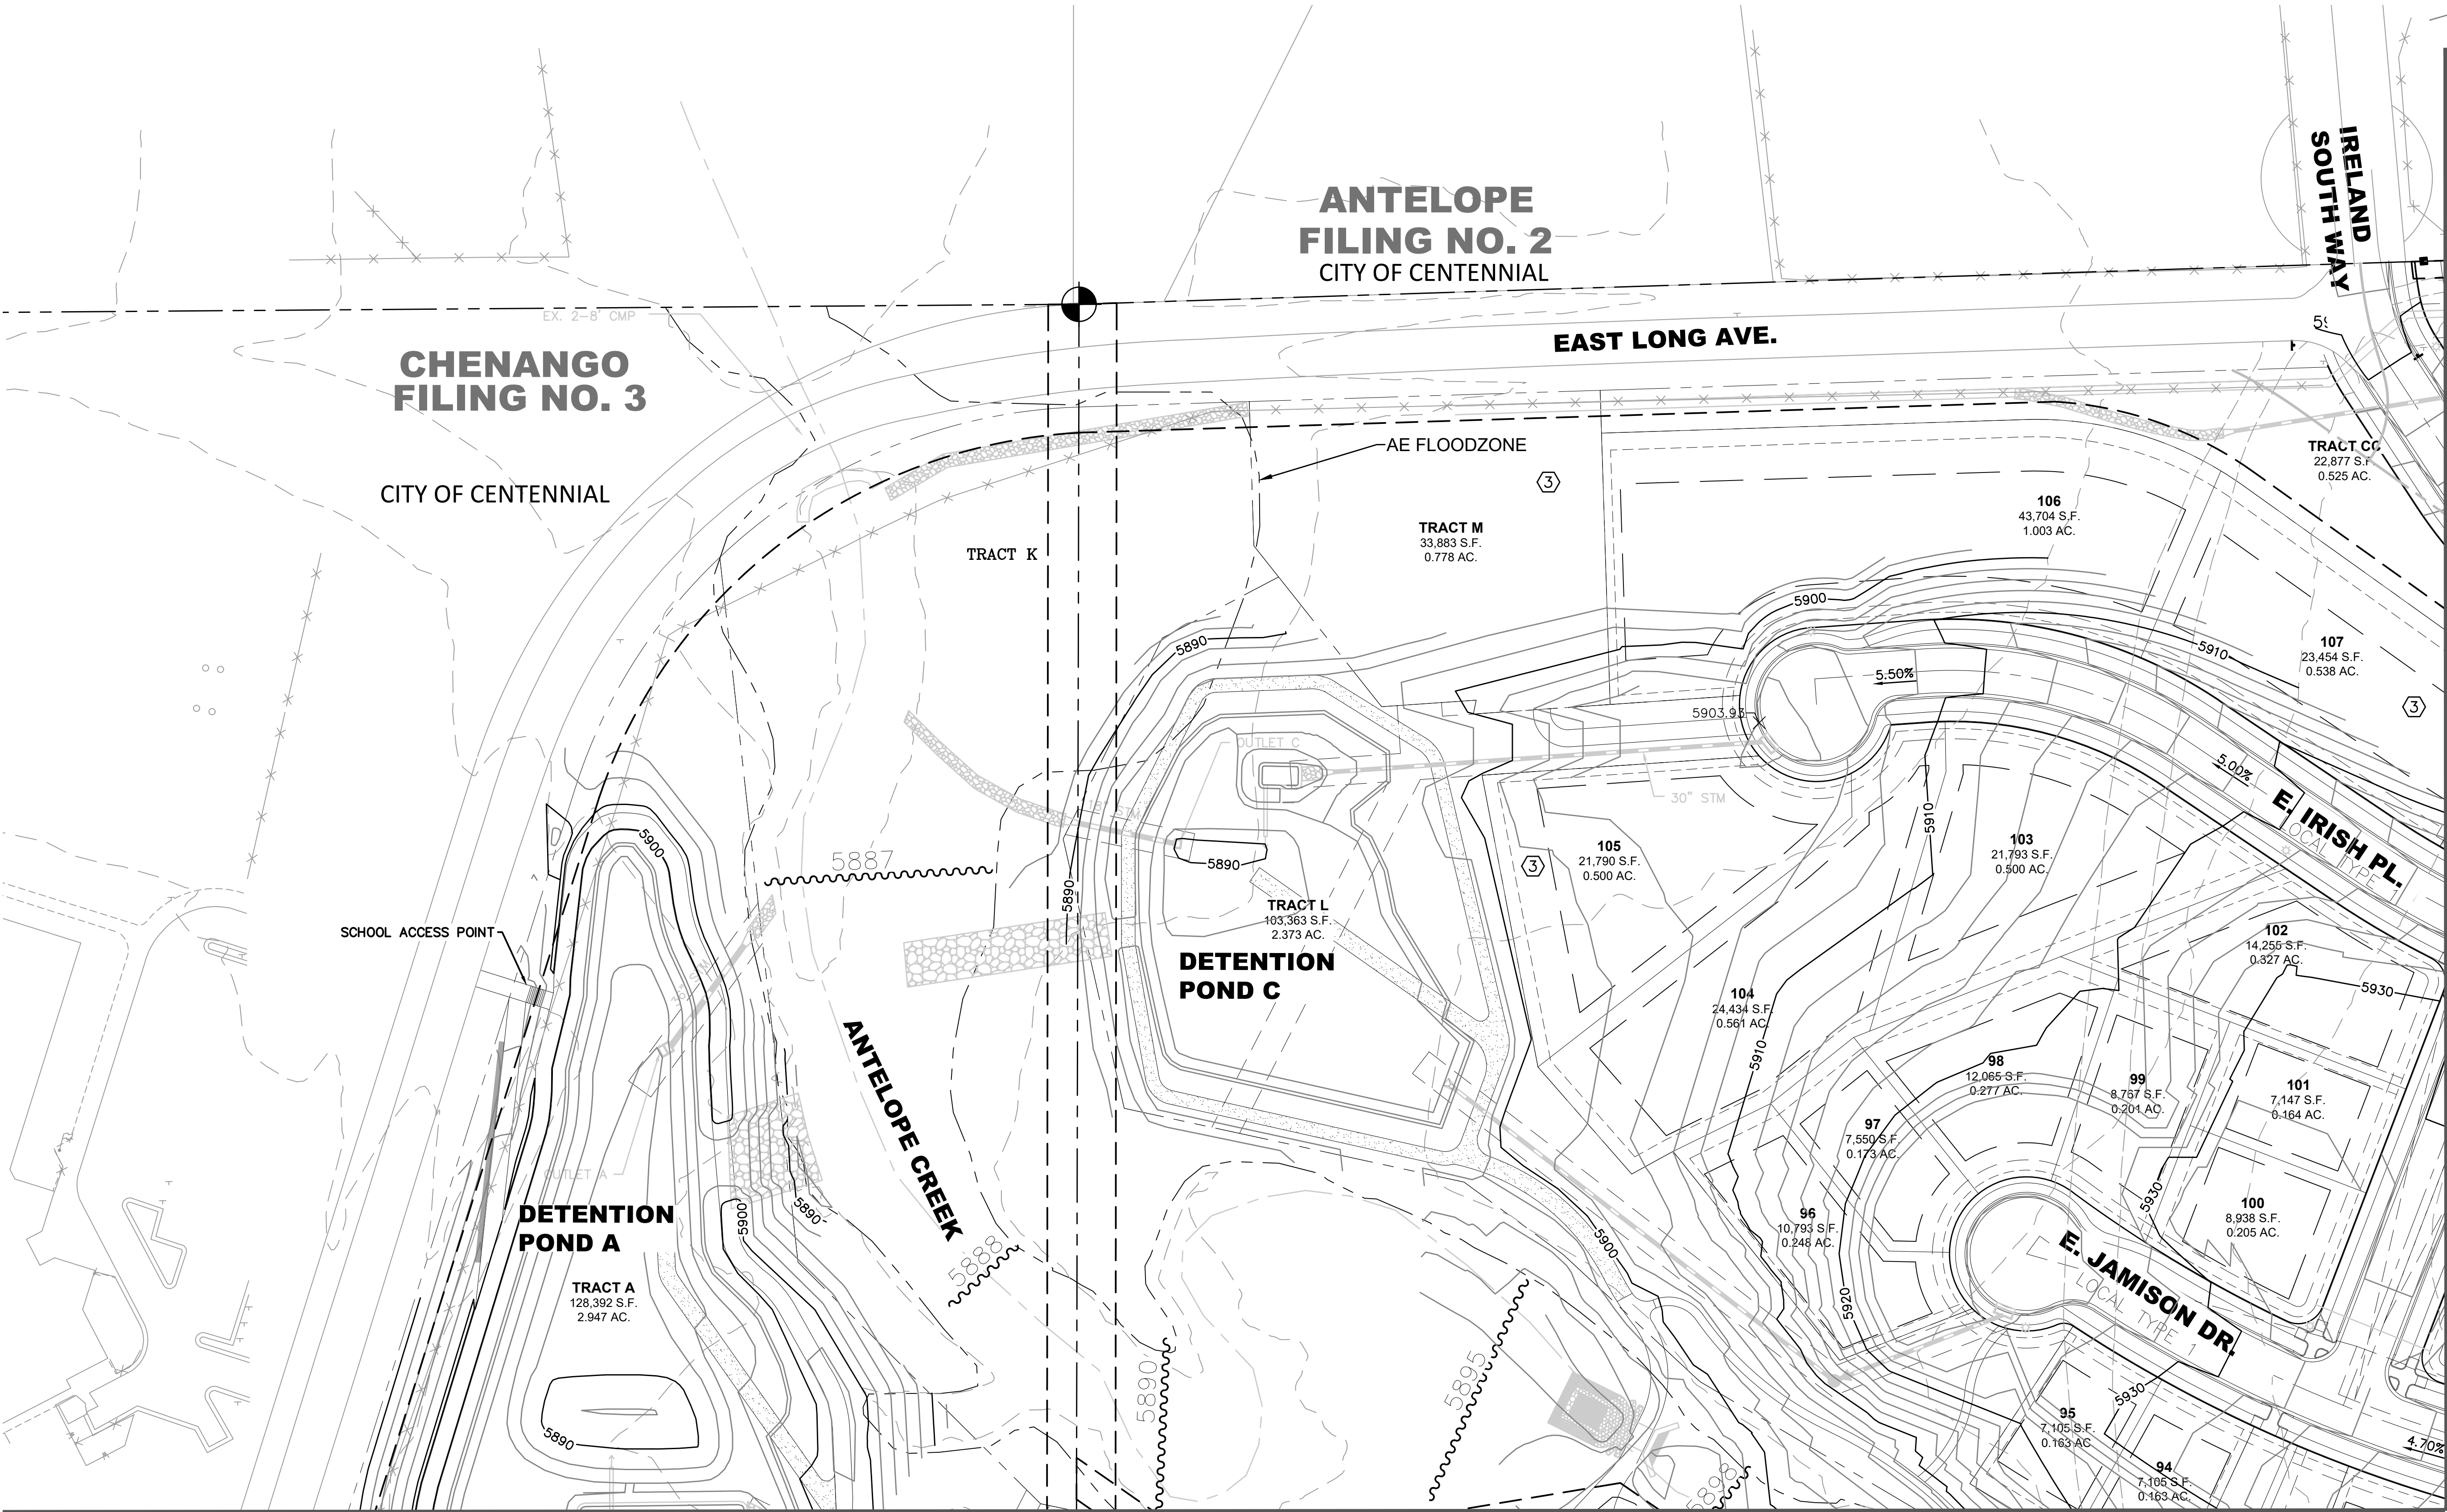 ANTELOPE
FILING NO. 2
CITY OF CENTENNIAL
IRELAND
SOUTH WAY
EX. 2-8' CMP
CHENANGO
FILING NO. 3
CITY OF CENTENNIAL
EAST LONG AVE.
AE FLOODZONE
3
TRACT K
TRACT M
33,883 S.F.
0.778 AC.
106
43,704 S.F.
1.003 AC.
TRACT CC
22,877 S.F.
0.525 AC.
5900
5890
5910
107
23,454 S.F.
0.538 AC.
3
5.50%
5903.93
OUTLET C
30" STM
18" STM
5.00%
E. IRISH PL.
LOCAL TYPE 1
5900
5887
5890
5890
5910
103
21,793 S.F.
0.500 AC.
105
21,790 S.F.
0.500 AC.
3
TRACT L
103,363 S.F.
2.373 AC.
DETENTION
POND C
SCHOOL ACCESS POINT
102
14,255 S.F.
0.327 AC.
5930
104
24,434 S.F.
0.561 AC.
5910
ANTELOPE CREEK
98
12,065 S.F.
0.277 AC.
99
8,767 S.F.
0.201 AC.
101
7,147 S.F.
0.164 AC.
97
7,550 S.F.
0.173 AC.
OUTLET A
DETENTION
POND A
5900
5890
5888
5900
96
10,793 S.F.
0.248 AC.
5930
100
8,938 S.F.
0.205 AC.
E. JAMISON DR.
LOCAL TYPE 1
TRACT A
128,392 S.F.
2.947 AC.
5920
5890
5895
5930
95
7,105 S.F.
0.163 AC.
5890
4.70%
94
7,105 S.F.
0.163 AC.
5898